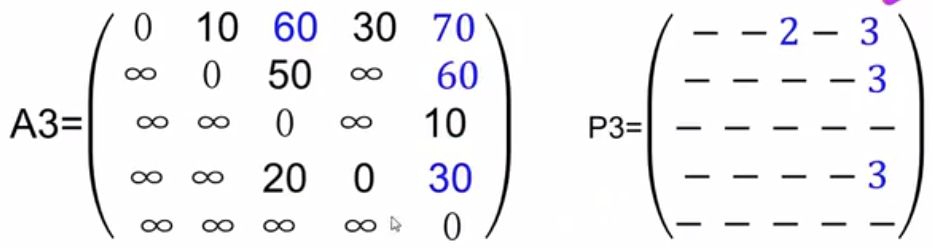 0 10 60 30 70 — — 2 — 3
∞ 0 50 ∞ 60 — — — — 3
A3= ∞ ∞ 0 ∞ 10 P3= — — — — —
∞ ∞ 20 0 30 — — — — 3
∞ ∞ ∞ ∞ 0 — — — — —